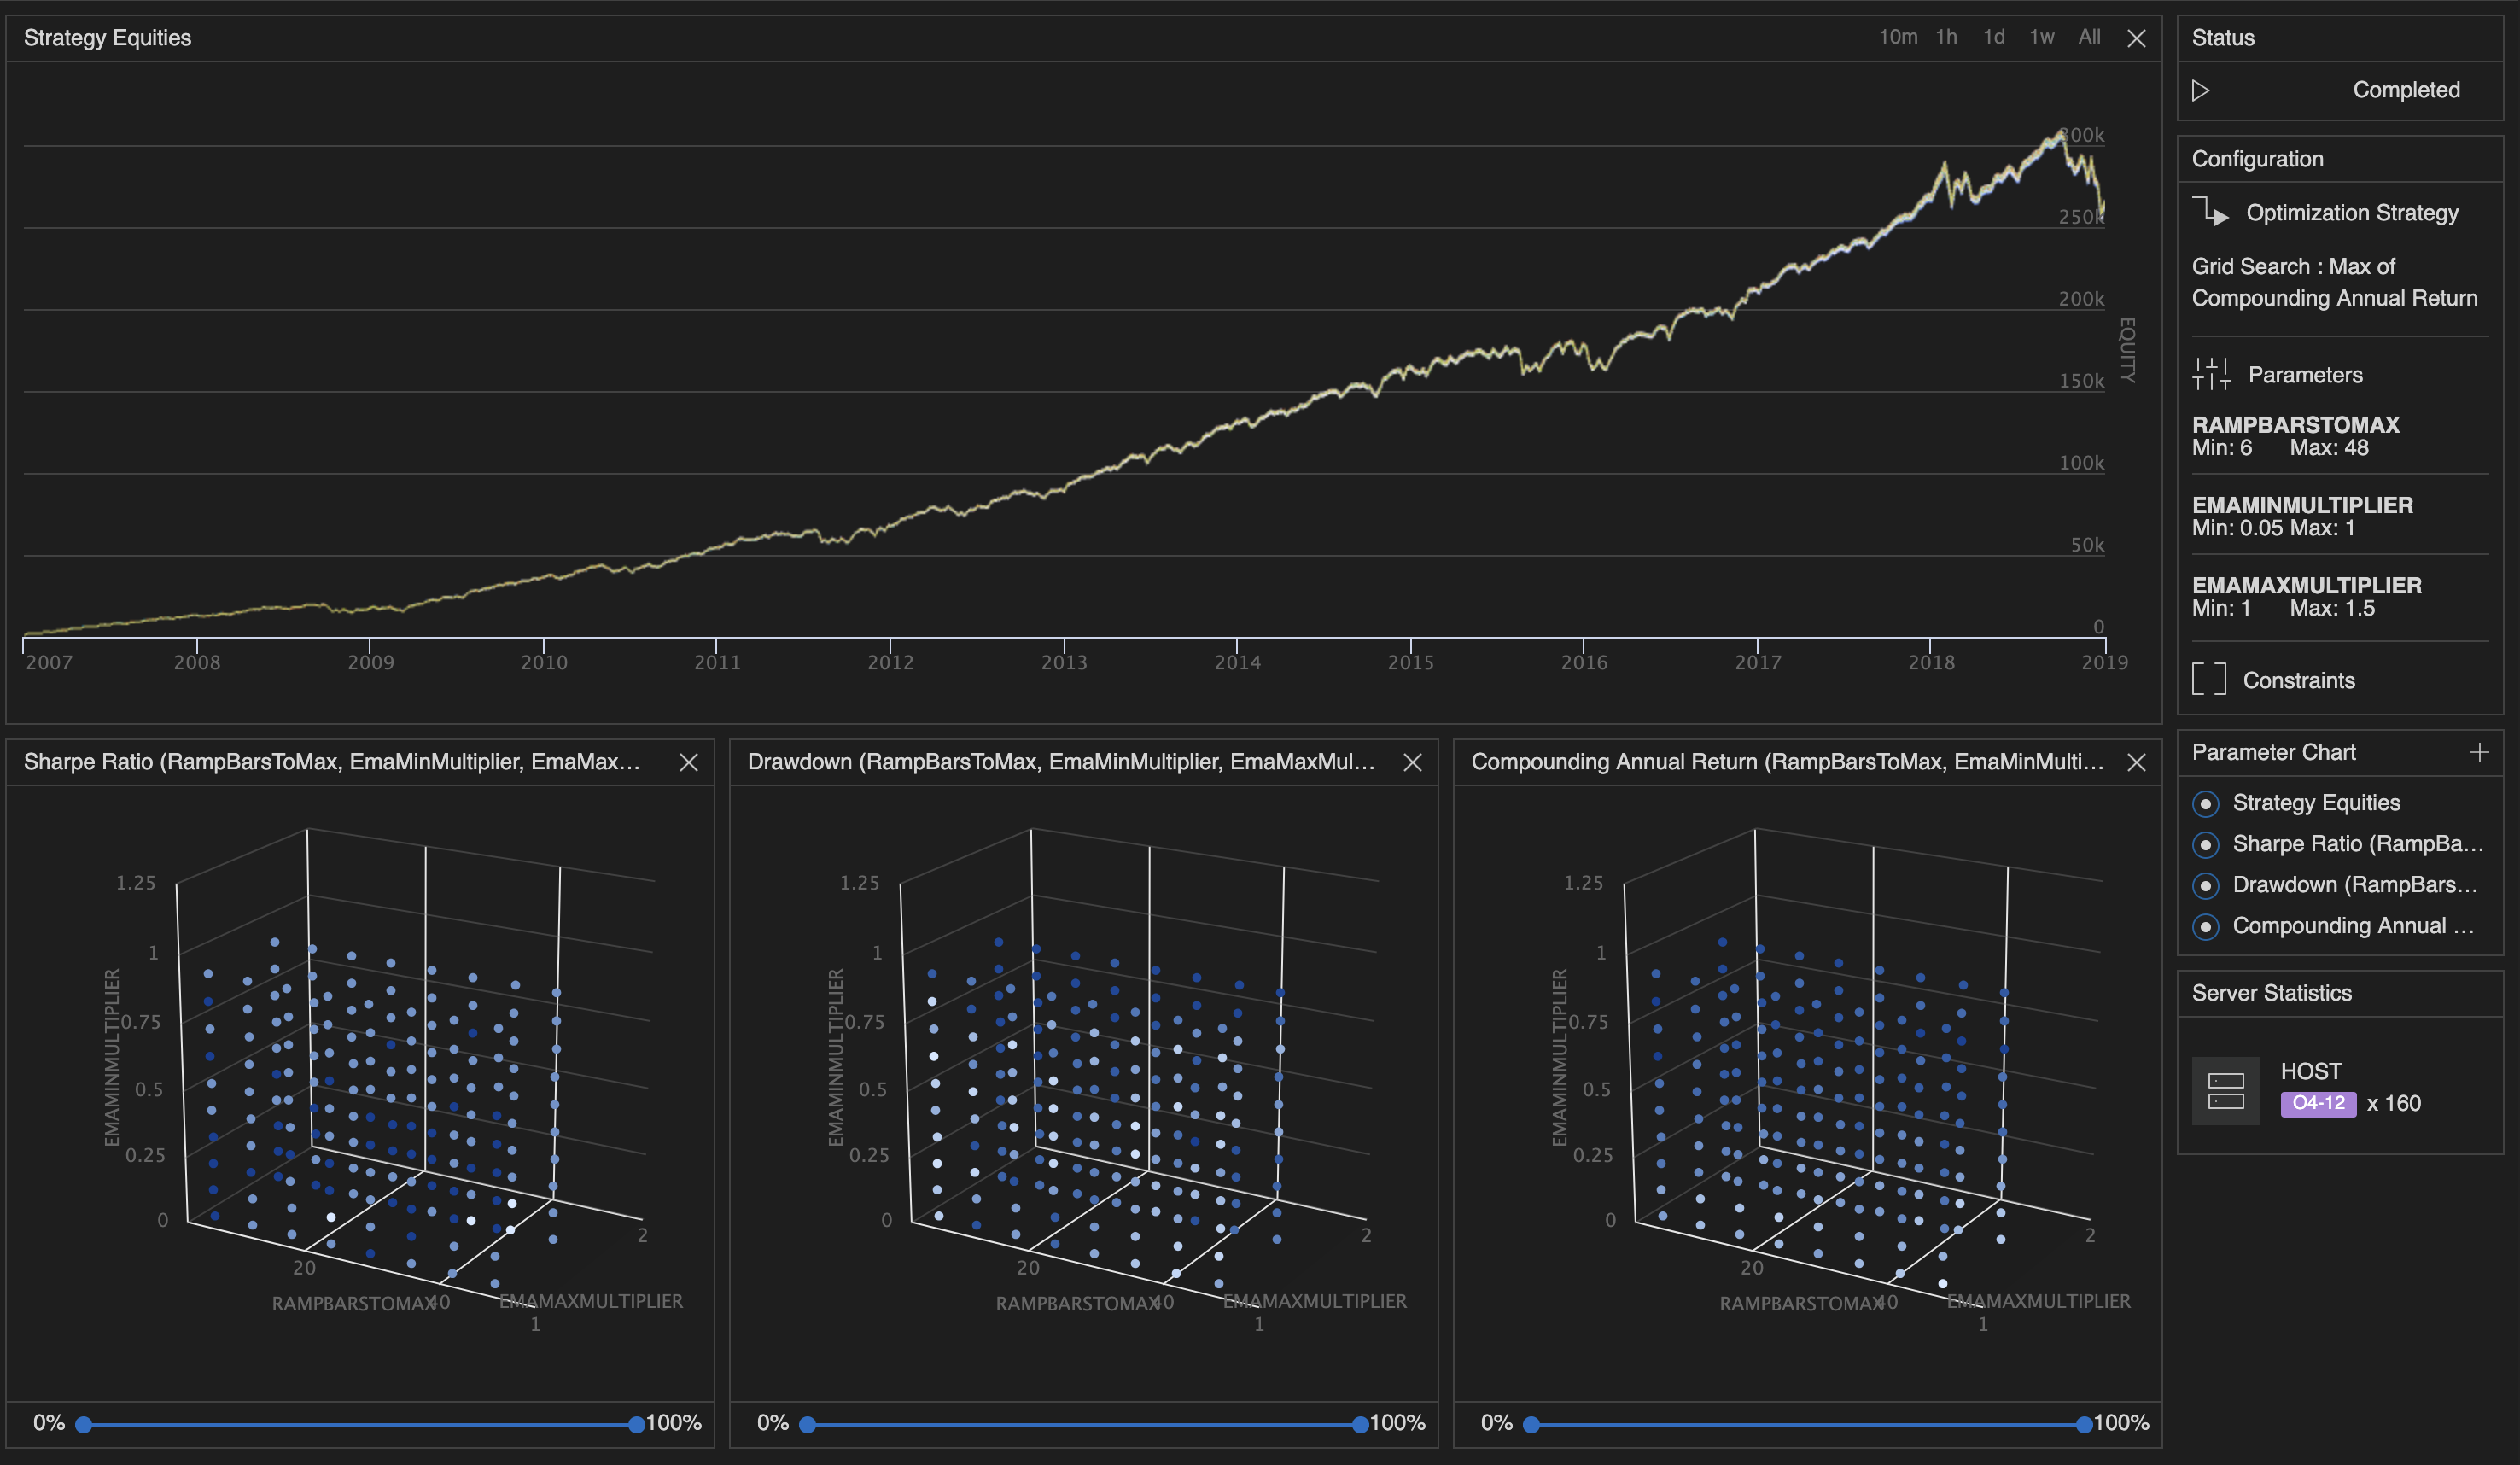 Strategy Equities
10m 1h 1d 1w All
300k
250k
200k
150k
100k
50k
0
EQUITY
2007 2008 2009 2010 2011 2012 2013 2014 2015 2016 2017 2018 2019
Sharpe Ratio (RampBarsToMax, EmaMinMultiplier, EmaMax...
1.25
1
0.75
0.5
0.25
0
EMAMINMULTIPLIER
20
40
RAMPBARSTOMAX
EMAMAXMULTIPLIER
1
2
0% 100%
Drawdown (RampBarsToMax, EmaMinMultiplier, EmaMaxMul...
1.25
1
0.75
0.5
0.25
0
EMAMINMULTIPLIER
20
40
RAMPBARSTOMAX
EMAMAXMULTIPLIER
1
2
0% 100%
Compounding Annual Return (RampBarsToMax, EmaMinMulti...
1.25
1
0.75
0.5
0.25
0
EMAMINMULTIPLIER
20
40
RAMPBARSTOMAX
EMAMAXMULTIPLIER
1
2
0% 100%
Status
Completed
Configuration
Optimization Strategy
Grid Search : Max of
Compounding Annual Return
Parameters
RAMPBARSTOMAX
Min: 6 Max: 48
EMAMINMULTIPLIER
Min: 0.05 Max: 1
EMAMAXMULTIPLIER
Min: 1 Max: 1.5
Constraints
Parameter Chart
Strategy Equities
Sharpe Ratio (RampBa...
Drawdown (RampBars...
Compounding Annual ...
Server Statistics
HOST
O4-12 x 160